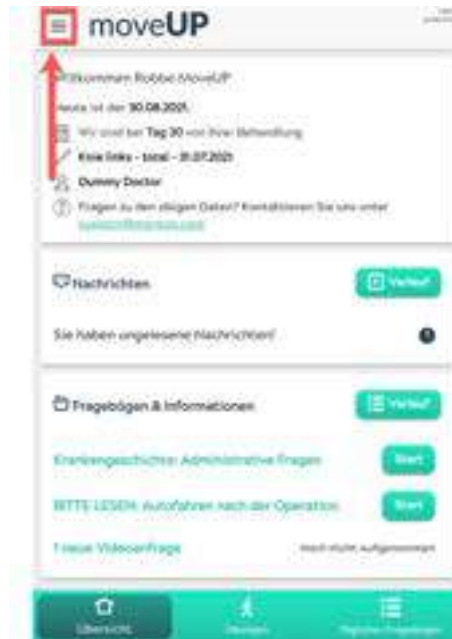 moveUP
Willkommen Robbe MoveUP
Heute ist der 30.08.2021.
Wir sind bei Tag 30 von Ihrer Behandlung
Knie links - total - 31.07.2021
Dummy Doctor
Fragen zu den obigen Daten? Kontaktieren Sie uns unter
Nachrichten
Verlauf
Sie haben ungelesene Nachrichten!
Fragebögen & Informationen
Verlauf
Krankengeschichte: Administrative Fragen
Start
BITTE LESEN: Autofahren nach der Operation
Start
1 neue Videoanfrage
noch nicht aufgenommen
Übersicht